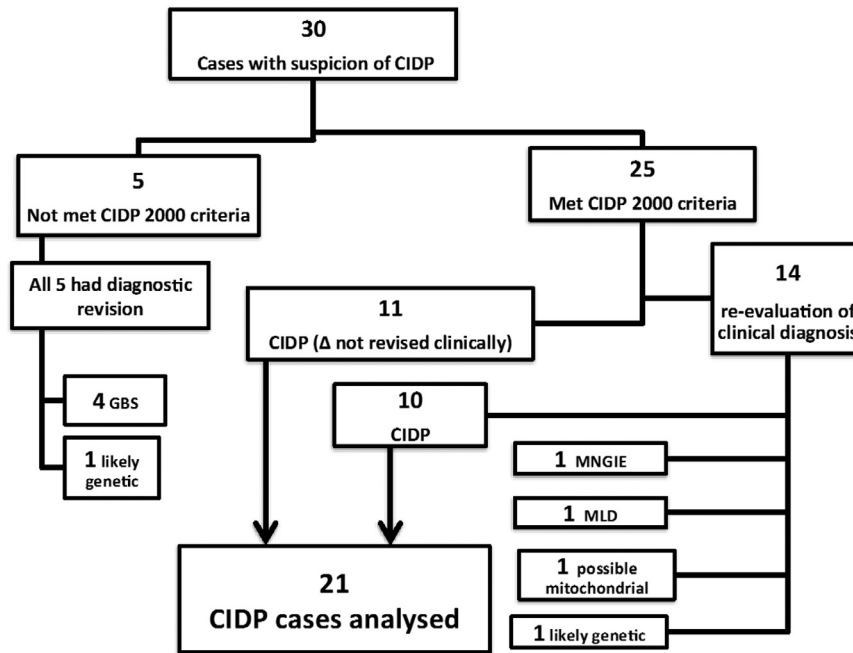 30
Cases with suspicion of CIDP
5
Not met CIDP 2000 criteria
25
Met CIDP 2000 criteria
All 5 had diagnostic
revision
11
CIDP (Δ not revised clinically)
14
re-evaluation of
clinical diagnosis
4 GBS
1 likely
genetic
10
CIDP
1 MNGIE
1 MLD
1 possible
mitochondrial
1 likely genetic
21
CIDP cases analysed